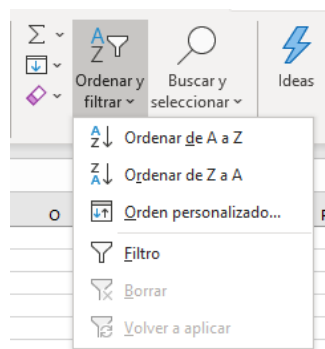 Ordenar y
filtrar
Buscar y
seleccionar
Ideas
Ordenar de A a Z
Ordenar de Z a A
Orden personalizado...
Filtro
Borrar
Volver a aplicar
O